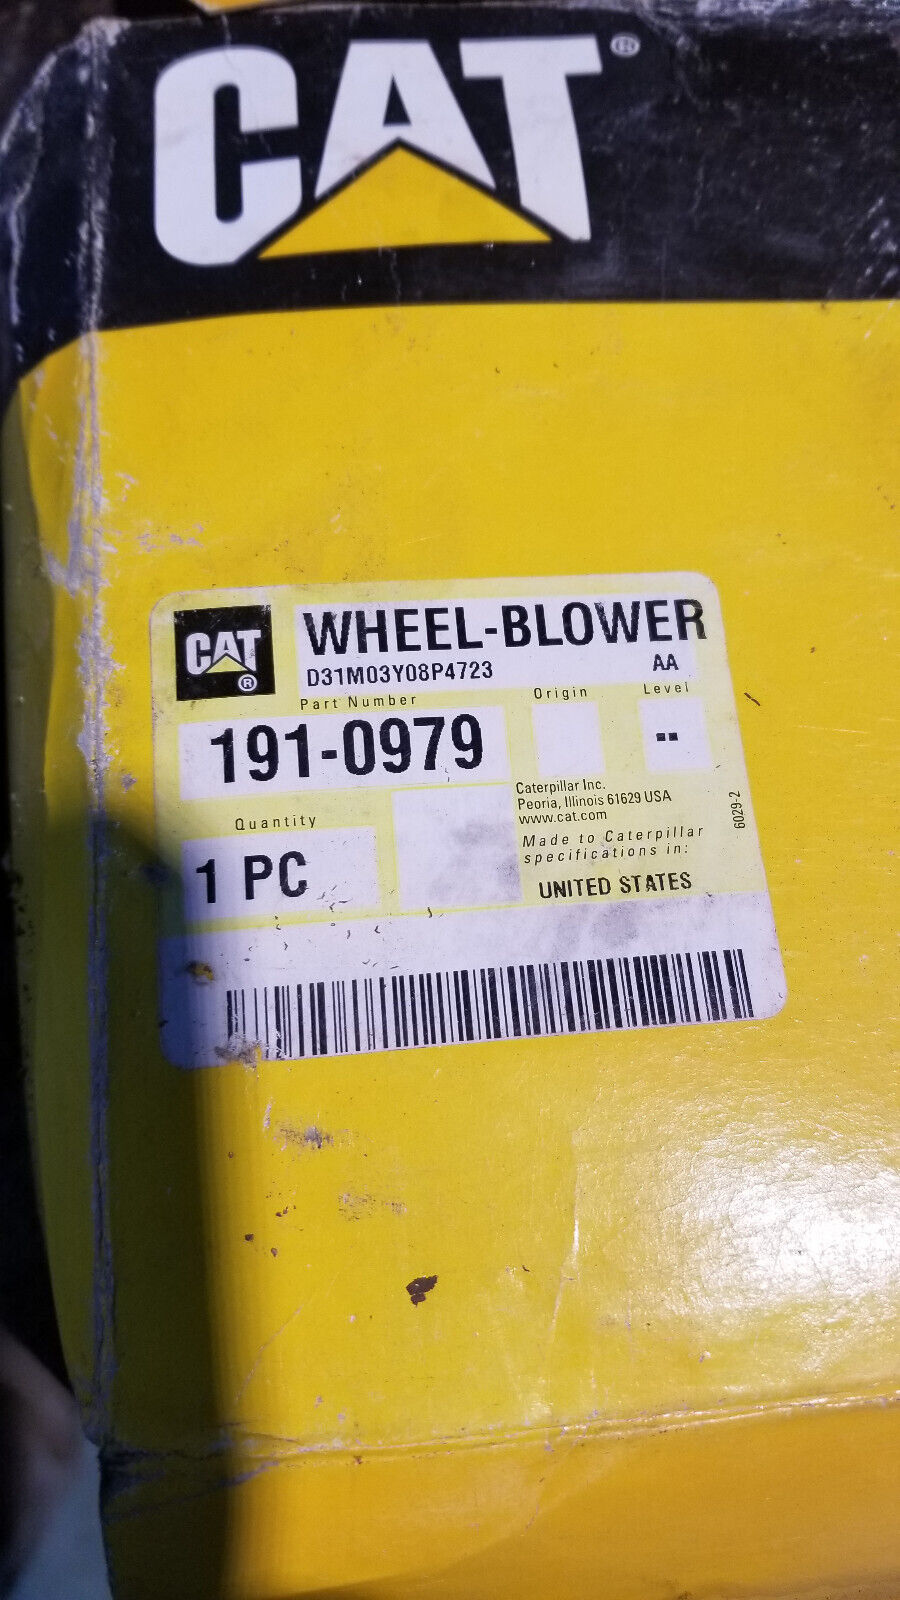 CAT®
CAT®
WHEEL-BLOWER
D31M03Y08P4723 AA
Part Number Origin Level
191-0979 --
Quantity
1 PC
Caterpillar Inc.
Peoria, Illinois 61629 USA
www.cat.com
Made to Caterpillar
specifications in:
UNITED STATES
6029-2